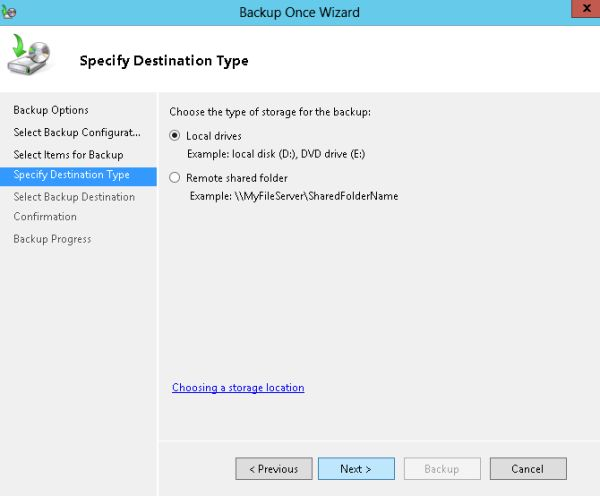 Backup Once Wizard
x
Specify Destination Type
Backup Options
Select Backup Configurat...
Select Items for Backup
Specify Destination Type
Select Backup Destination
Confirmation
Backup Progress
Choose the type of storage for the backup:
Local drives
Example: local disk (D:), DVD drive (E:)
Remote shared folder
Example: \\MyFileServer\SharedFolderName
Choosing a storage location
< Previous
Next >
Backup
Cancel